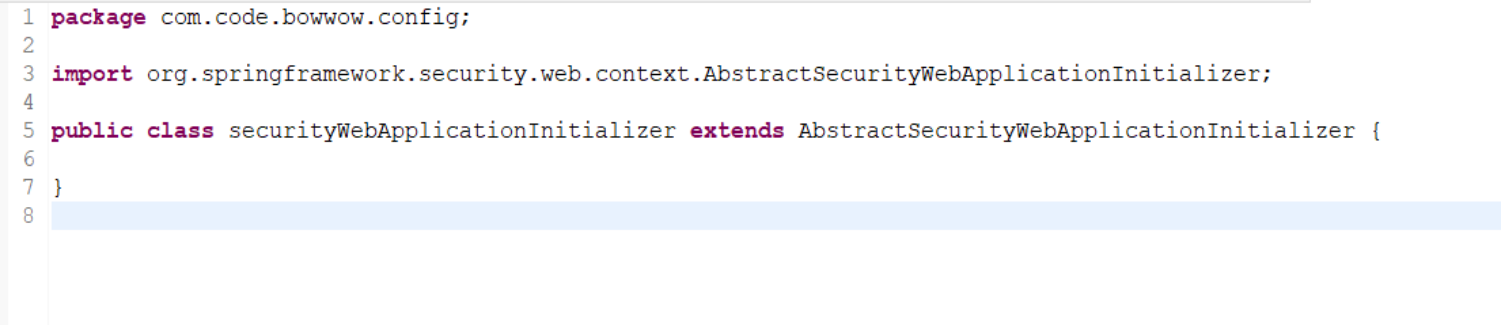 1 package com.code.bowwow.config;
2
3 import org.springframework.security.web.context.AbstractSecurityWebApplicationInitializer;
4
5 public class securityWebApplicationInitializer extends AbstractSecurityWebApplicationInitializer {
6
7 }
8